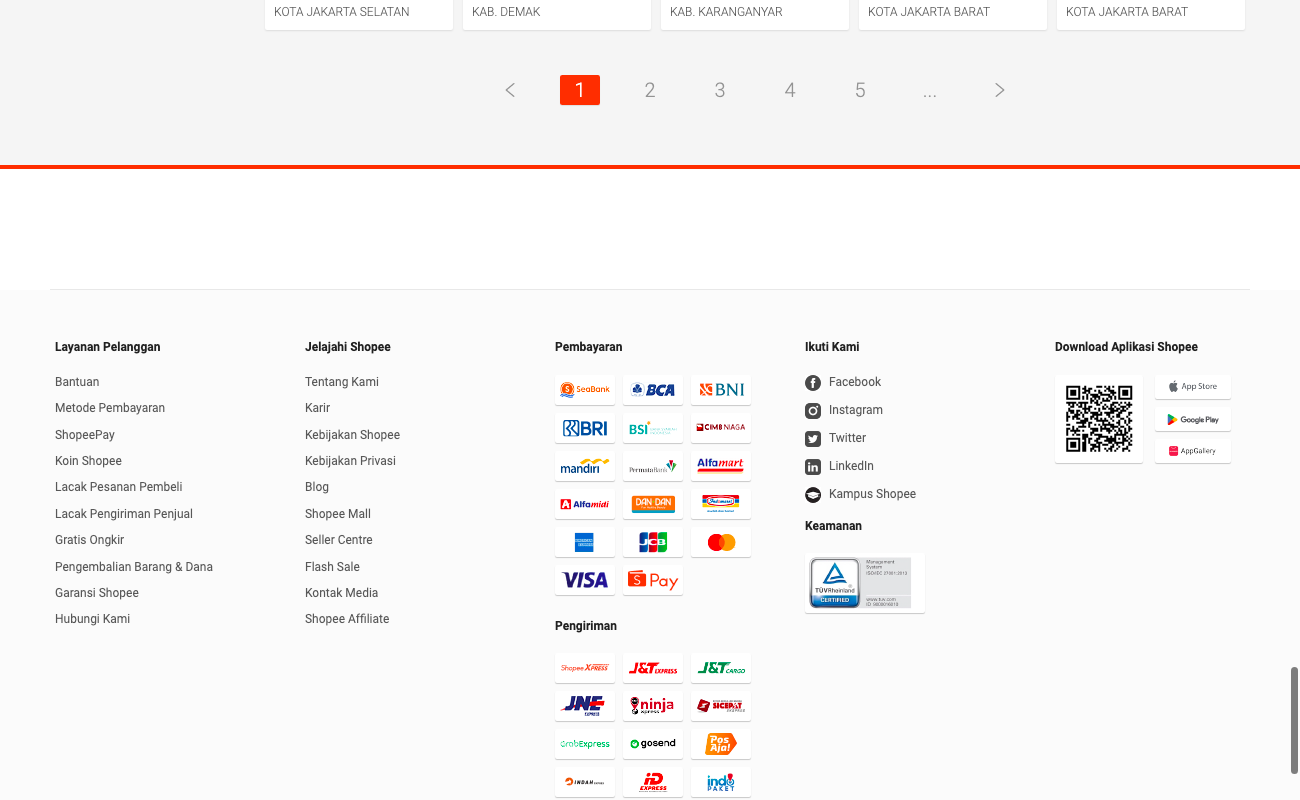 KOTA JAKARTA SELATAN
KAB. DEMAK
KAB. KARANGANYAR
KOTA JAKARTA BARAT
KOTA JAKARTA BARAT
1 2 3 4 5 ...
Layanan Pelanggan
Bantuan
Metode Pembayaran
ShopeePay
Koin Shopee
Lacak Pesanan Pembeli
Lacak Pengiriman Penjual
Gratis Ongkir
Pengembalian Barang & Dana
Garansi Shopee
Hubungi Kami
Jelajahi Shopee
Tentang Kami
Karir
Kebijakan Shopee
Kebijakan Privasi
Blog
Shopee Mall
Seller Centre
Flash Sale
Kontak Media
Shopee Affiliate
Pembayaran
SeaBank
BCA
BNI
BRI
BSI
CIMB NIAGA
mandiri
PermataBank
Alfamart
Alfamidi
DAN+DAN
Indomaret
JCB
VISA
S Pay
Pengiriman
Shopee XPRESS
J&T EXPRESS
J&T CARGO
JNE EXPRESS
ninja xpress
SICEPAT EKSPRES
GrabExpress
gosend
Pos Aja!
INDAH
iD EXPRESS
indo PAKET
Ikuti Kami
Facebook
Instagram
Twitter
LinkedIn
Kampus Shopee
Keamanan
TÜVRheinland
CERTIFIED
Management
System
ISO/IEC 27001:2013
www.tuv.com
Download Aplikasi Shopee
App Store
Google Play
AppGallery